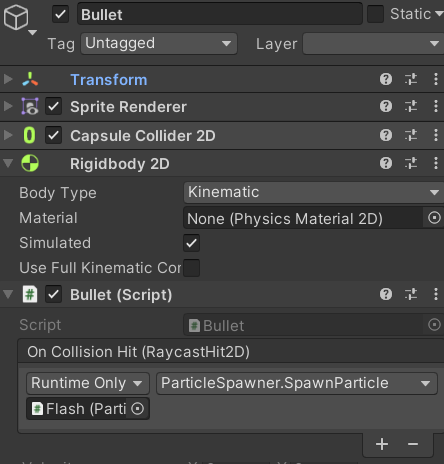 Bullet
Static
Tag Untagged Layer
Transform
Sprite Renderer
Capsule Collider 2D
Rigidbody 2D
Body Type Kinematic
Material None (Physics Material 2D)
Simulated
Use Full Kinematic Cor
Bullet (Script)
Script # Bullet
On Collision Hit (RaycastHit2D)
Runtime Only ParticleSpawner.SpawnParticle
# Flash (Parti
+ −